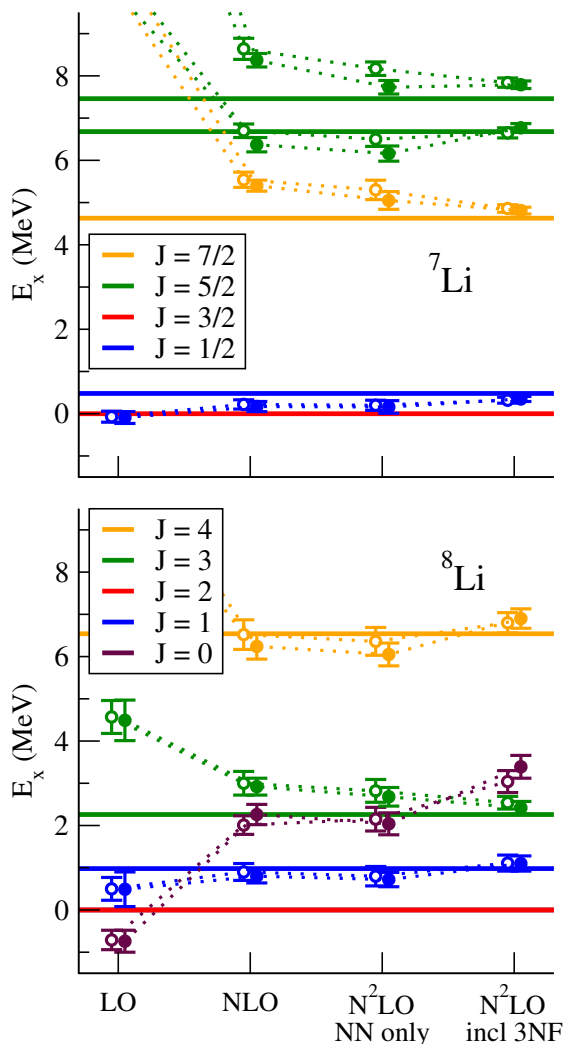 8
6
4
2
0
E_x (MeV)
J = 7/2
J = 5/2
J = 3/2
J = 1/2
⁷Li
8
6
4
2
0
E_x (MeV)
J = 4
J = 3
J = 2
J = 1
J = 0
⁸Li
LO
NLO
N²LO
NN only
N²LO
incl 3NF